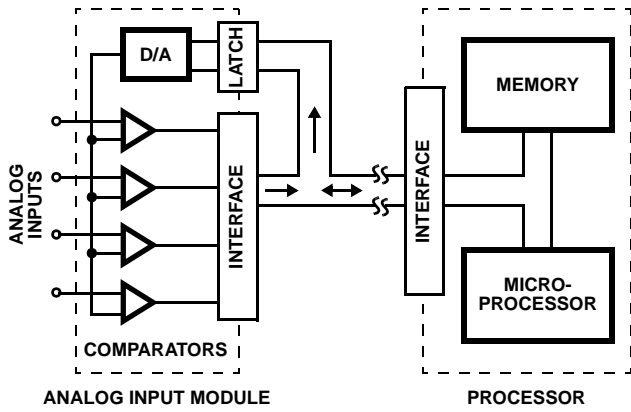 D/A
LATCH
MEMORY
ANALOG
INPUTS
INTERFACE
INTERFACE
MICRO-
PROCESSOR
COMPARATORS
ANALOG INPUT MODULE
PROCESSOR